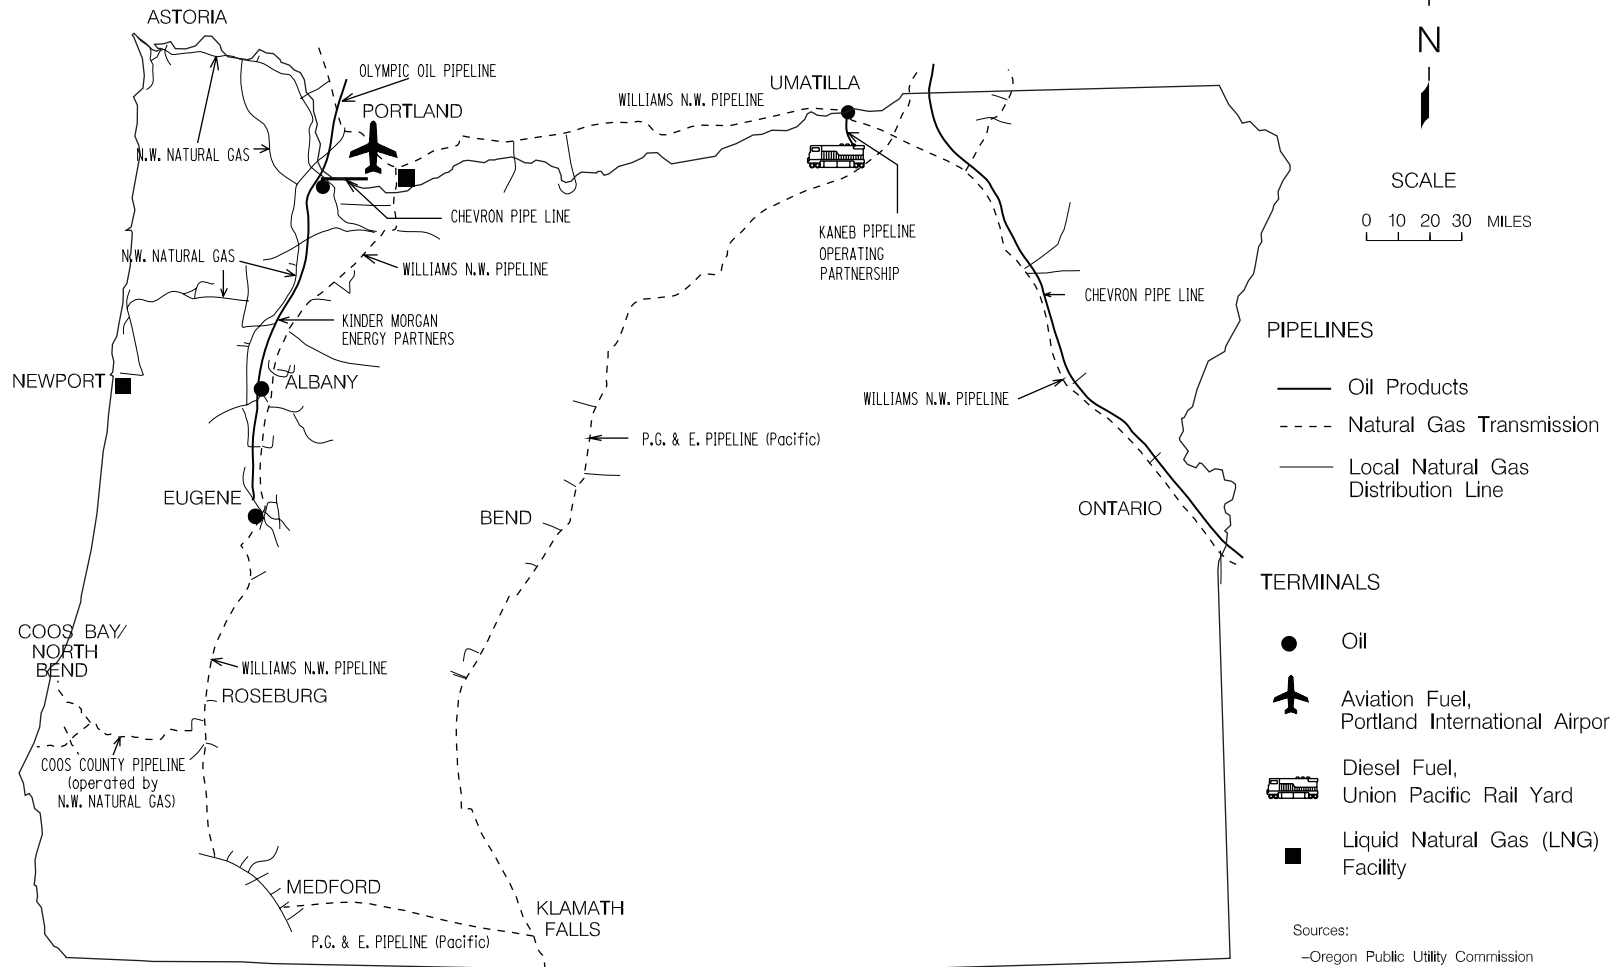 ASTORIA
N
OLYMPIC OIL PIPELINE
UMATILLA
WILLIAMS N.W. PIPELINE
PORTLAND
N.W. NATURAL GAS
SCALE
0 10 20 30 MILES
CHEVRON PIPE LINE
KANEB PIPELINE
OPERATING
PARTNERSHIP
N.W. NATURAL GAS
WILLIAMS N.W. PIPELINE
CHEVRON PIPE LINE
KINDER MORGAN
ENERGY PARTNERS
PIPELINES
NEWPORT
ALBANY
Oil Products
WILLIAMS N.W. PIPELINE
Natural Gas Transmission
P.G. & E. PIPELINE (Pacific)
Local Natural Gas
Distribution Line
EUGENE
BEND
ONTARIO
TERMINALS
COOS BAY/
NORTH
BEND
Oil
WILLIAMS N.W. PIPELINE
ROSEBURG
Aviation Fuel,
Portland International Airpor
COOS COUNTY PIPELINE
(operated by
N.W. NATURAL GAS)
Diesel Fuel,
Union Pacific Rail Yard
Liquid Natural Gas (LNG)
Facility
MEDFORD
KLAMATH
FALLS
P.G. & E. PIPELINE (Pacific)
Sources:
–Oregon Public Utility Commission